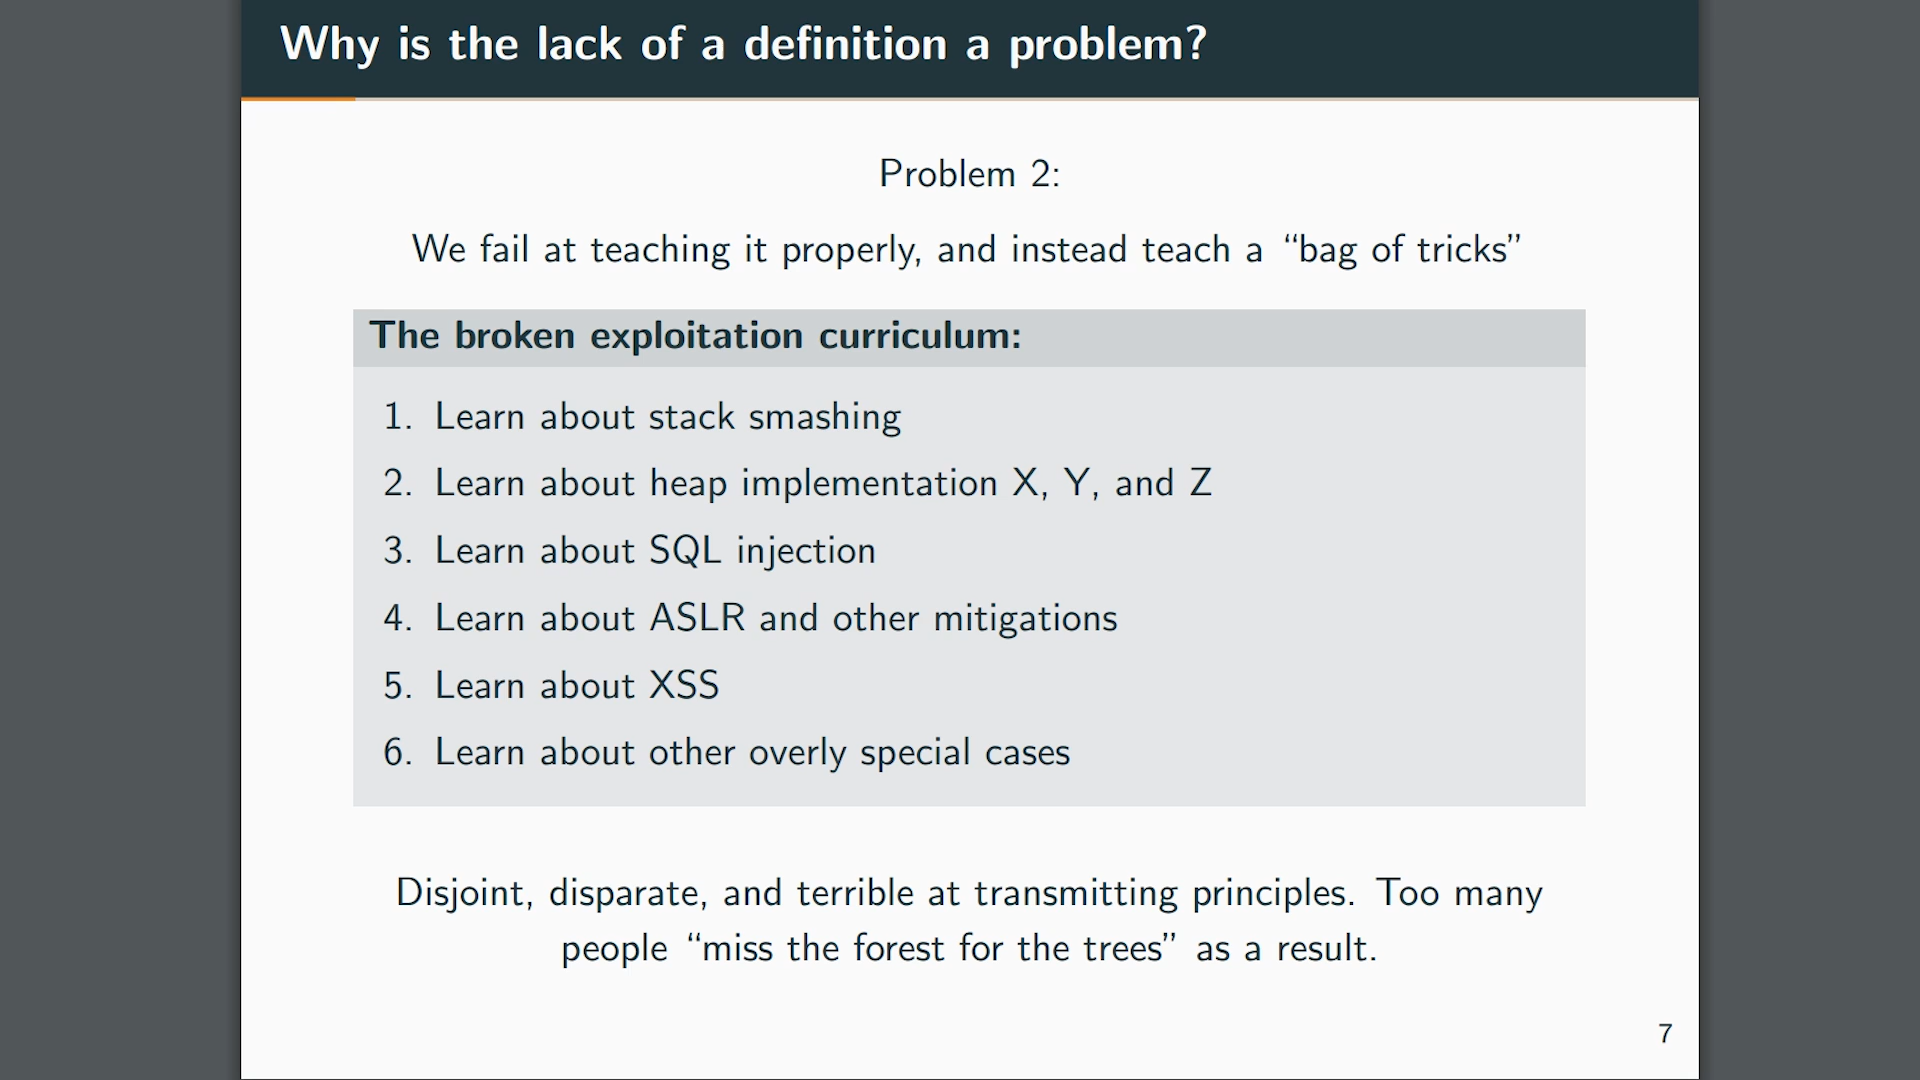 Why is the lack of a definition a problem?
Problem 2:
We fail at teaching it properly, and instead teach a “bag of tricks”
The broken exploitation curriculum:
1. Learn about stack smashing
2. Learn about heap implementation X, Y, and Z
3. Learn about SQL injection
4. Learn about ASLR and other mitigations
5. Learn about XSS
6. Learn about other overly special cases
Disjoint, disparate, and terrible at transmitting principles. Too many
people “miss the forest for the trees” as a result.
7